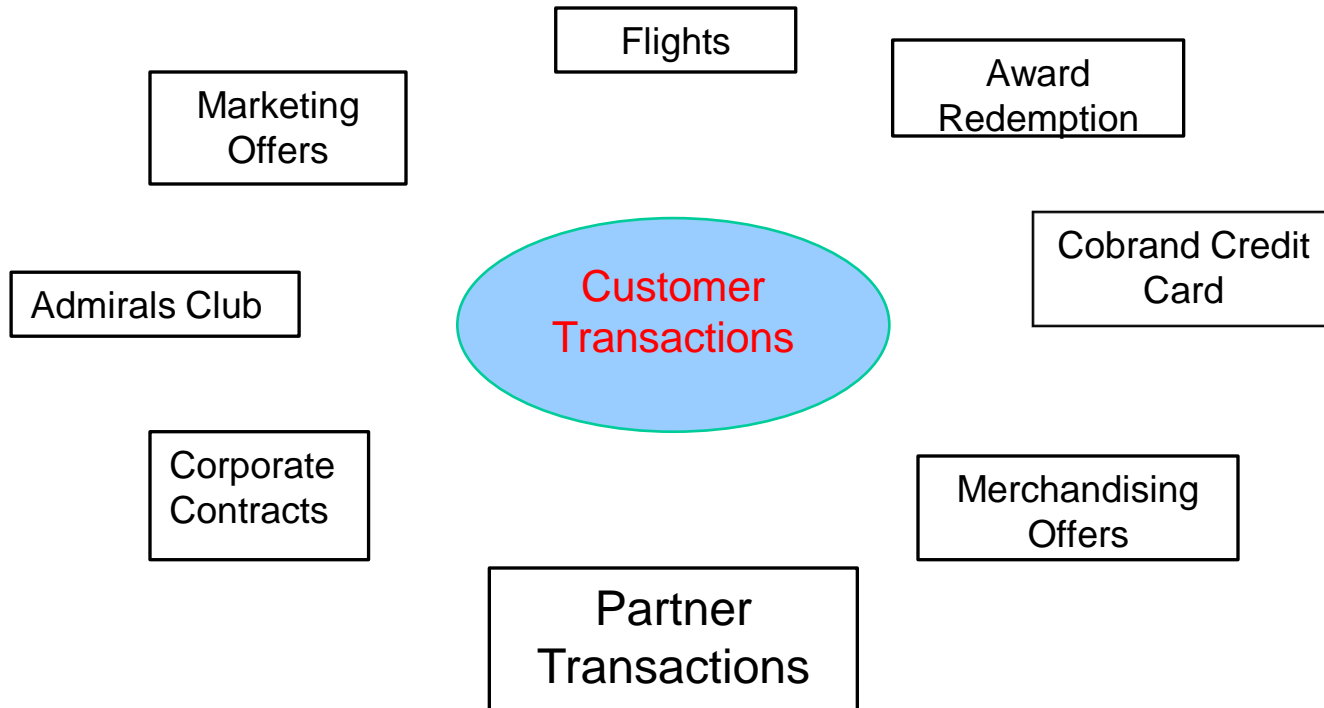 Flights
Award
Redemption
Marketing
Offers
Cobrand Credit
Card
Customer
Transactions
Admirals Club
Corporate
Contracts
Merchandising
Offers
Partner
Transactions